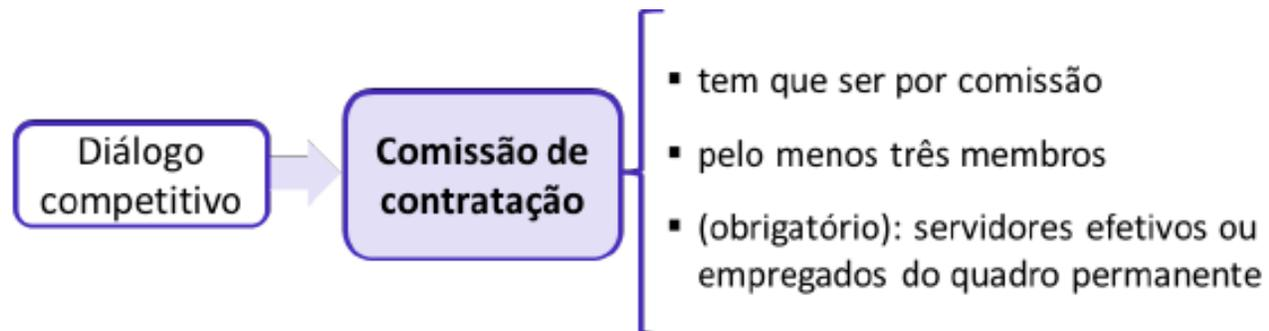 Diálogo
competitivo
Comissão de
contratação
▪ tem que ser por comissão
▪ pelo menos três membros
▪ (obrigatório): servidores efetivos ou
empregados do quadro permanente